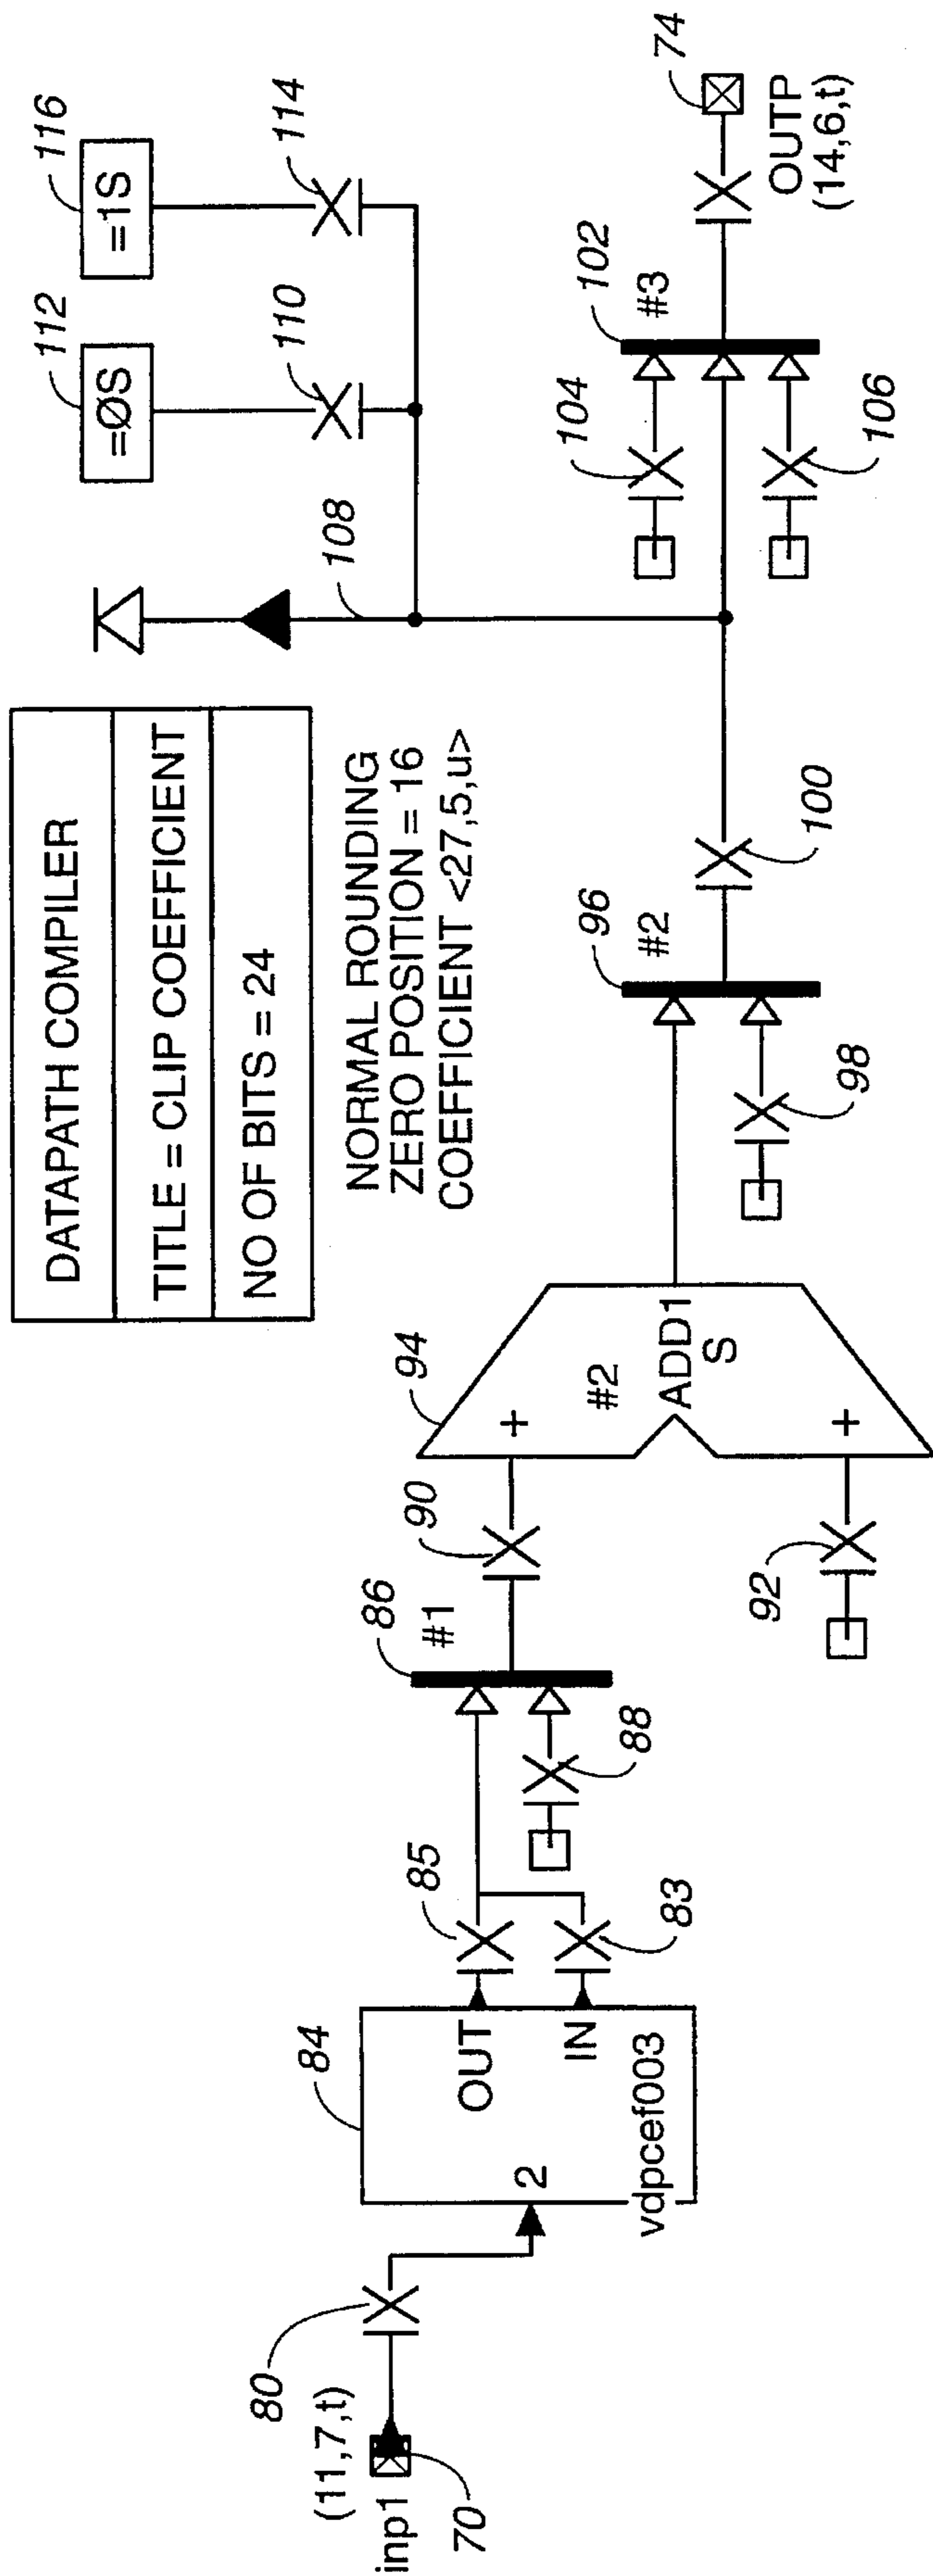 DATAPATH COMPILER
TITLE = CLIP COEFFICIENT
NO OF BITS = 24
NORMAL ROUNDING
ZERO POSITION = 16
COEFFICIENT <27,5,u>
(11,7,t)
inp1
70
80
84
2
OUT
IN
vdpcef003
85
83
86
#1
88
90
92
94
+
#2
ADD1
S
+
96
#2
98
100
108
112
=ØS
110
116
=1S
114
102
#3
104
106
74
OUTP
(14,6,t)